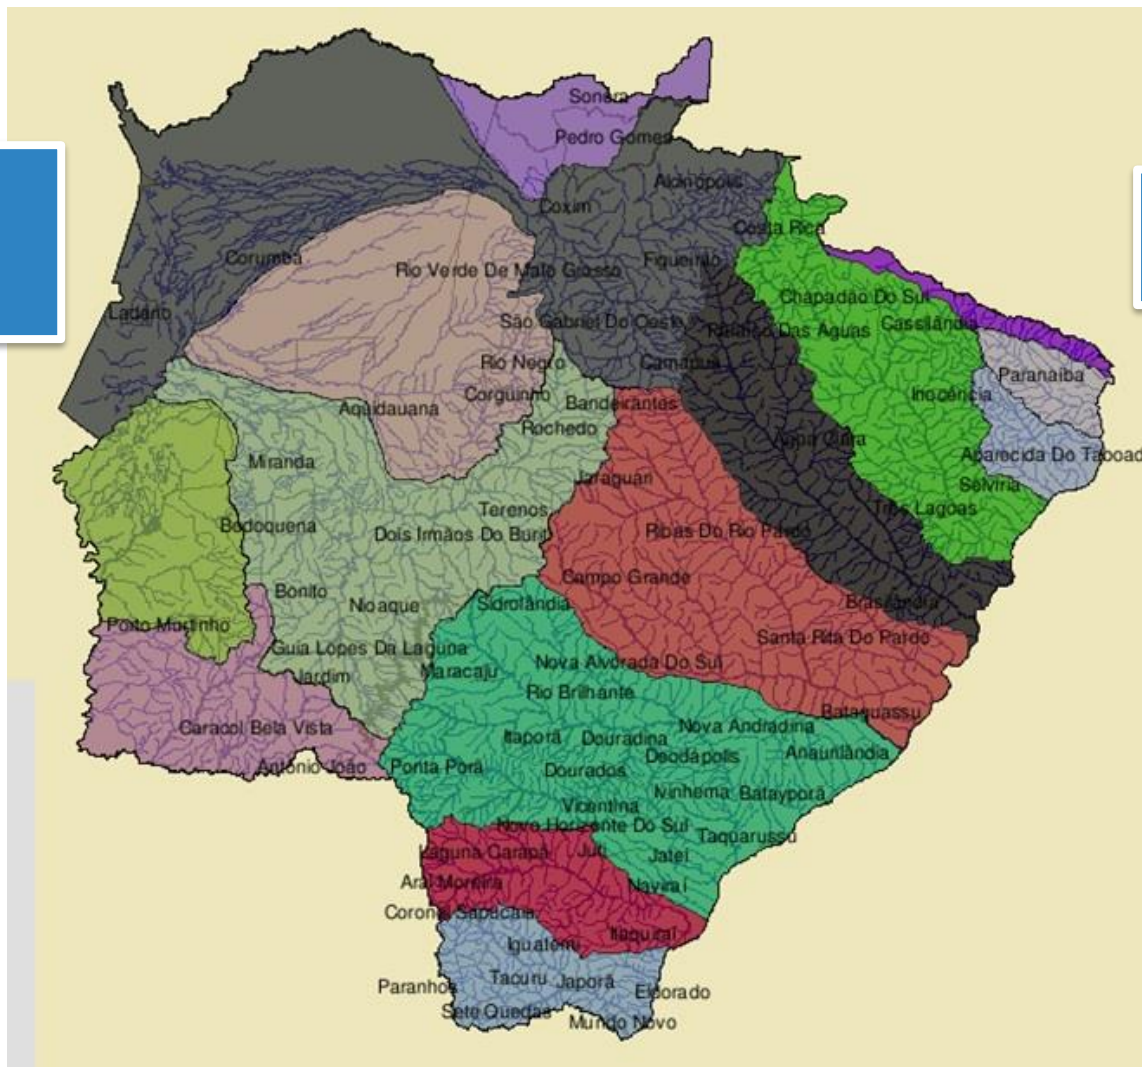 Sonora
Pedro Gomes
Alcinópolis
Coxim
Costa Rica
Corumbá
Figueirão
Rio Verde De Mato Grosso
Chapadão Do Sul
Ladário
São Gabriel Do Oeste
Cassilândia
Paraíso Das Águas
Rio Negro
Camapuã
Paranaíba
Corguinho
Inocência
Aquidauana
Bandeirantes
Rochedo
Água Clara
Aparecida Do Taboad
Miranda
Jaraguari
Selvíria
Terenos
Três Lagoas
Bodoquena
Dois Irmãos Do Buriti
Ribas Do Rio Pardo
Campo Grande
Bonito
Nioaque
Sidrolândia
Brasilândia
Porto Murtinho
Santa Rita Do Pardo
Guia Lopes Da Laguna
Nova Alvorada Do Sul
Jardim
Maracaju
Rio Brilhante
Bataguassu
Caracol
Bela Vista
Nova Andradina
Itaporã
Douradina
Anaurilândia
Deodápolis
Antônio João
Ponta Porã
Dourados
Ivinhema
Batayporã
Vicentina
Novo Horizonte Do Sul
Taquarussu
Laguna Carapã
Juti
Jateí
Aral Moreira
Naviraí
Coronel Sapucaia
Itaquiraí
Iguatemi
Tacuru
Japorã
Paranhos
Eldorado
Sete Quedas
Mundo Novo